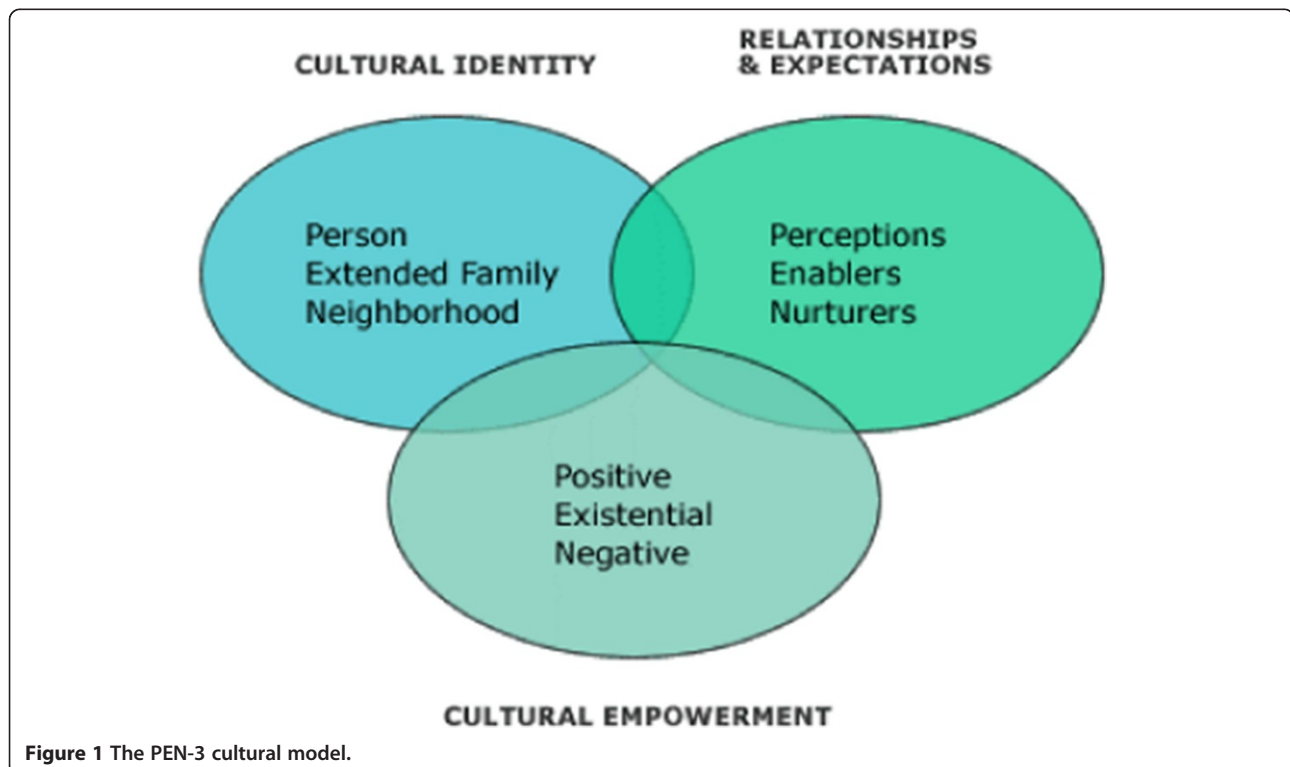 CULTURAL IDENTITY
RELATIONSHIPS
& EXPECTATIONS
Person
Extended Family
Neighborhood
Perceptions
Enablers
Nurturers
Positive
Existential
Negative
CULTURAL EMPOWERMENT
Figure 1 The PEN-3 cultural model.